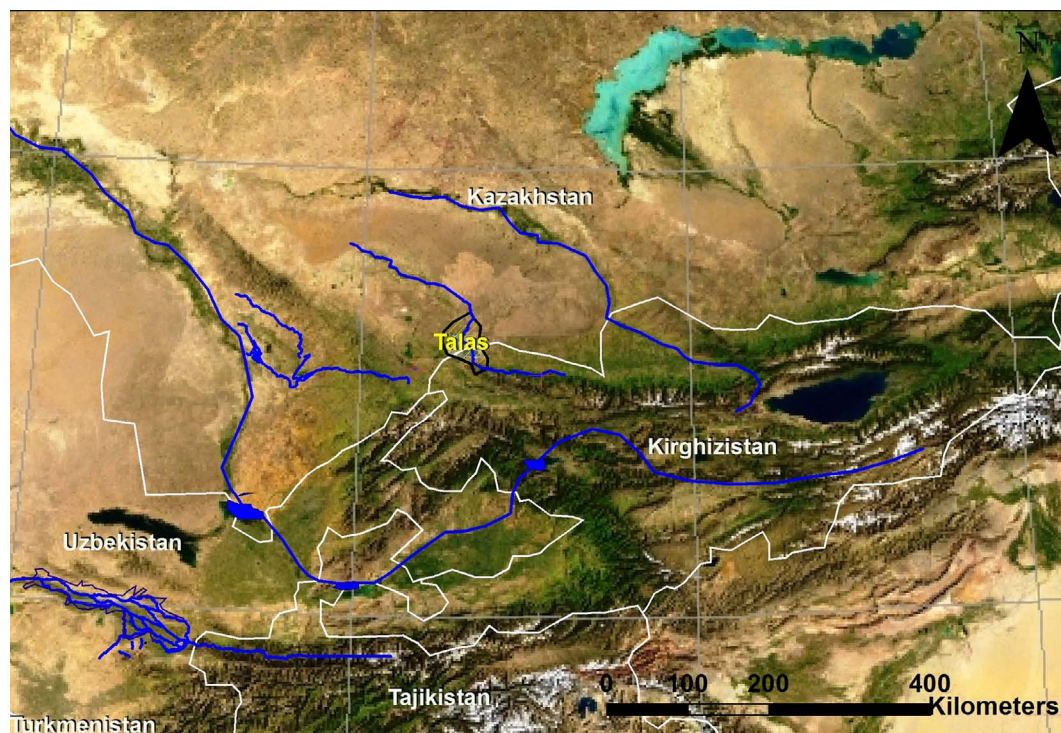 N
Kazakhstan
Talas
Kirghizistan
Uzbekistan
Tajikistan
0 100 200 400
Kilometers
Turkmenistan